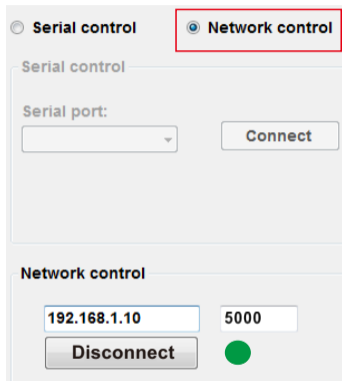 Serial control Network control
Serial control
Serial port:
Connect
Network control
192.168.1.10 5000
Disconnect